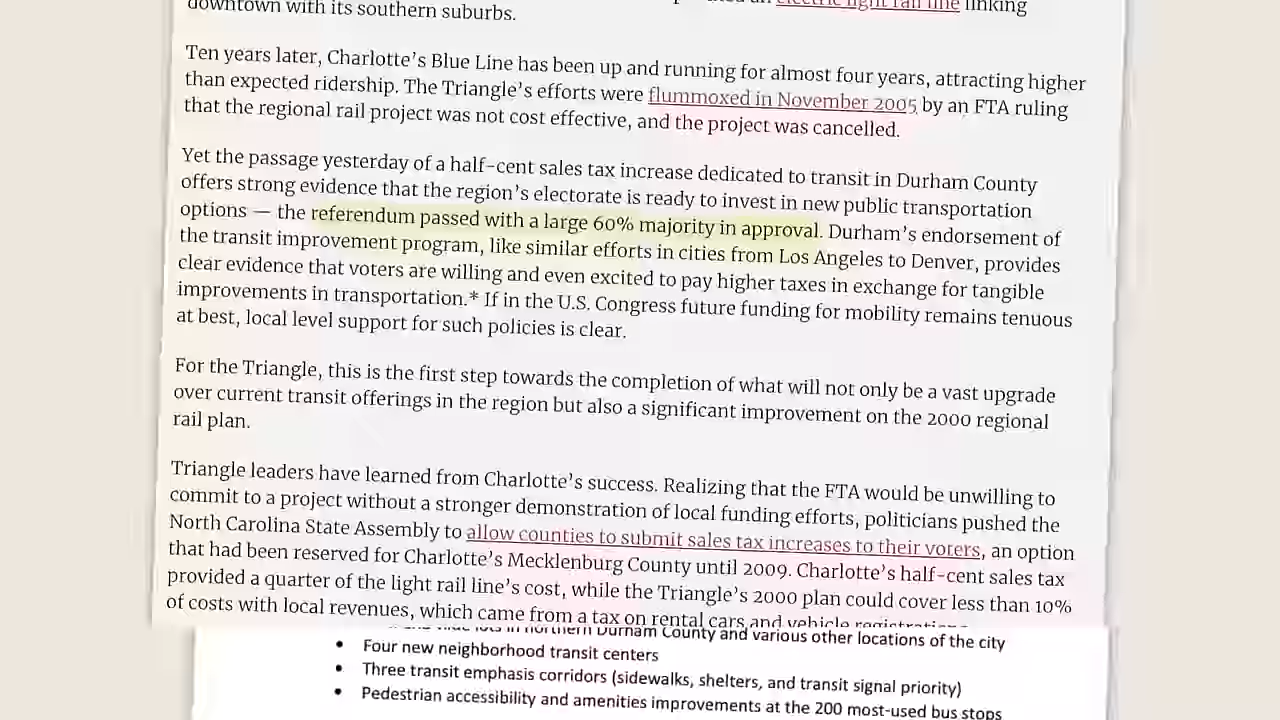 electric light rail line linking
downtown with its southern suburbs.
Ten years later, Charlotte's Blue Line has been up and running for almost four years, attracting higher
than expected ridership. The Triangle's efforts were flummoxed in November 2005 by an FTA ruling
that the regional rail project was not cost effective, and the project was cancelled.
Yet the passage yesterday of a half-cent sales tax increase dedicated to transit in Durham County
offers strong evidence that the region's electorate is ready to invest in new public transportation
options — the referendum passed with a large 60% majority in approval. Durham's endorsement of
the transit improvement program, like similar efforts in cities from Los Angeles to Denver, provides
clear evidence that voters are willing and even excited to pay higher taxes in exchange for tangible
improvements in transportation.* If in the U.S. Congress future funding for mobility remains tenuous
at best, local level support for such policies is clear.
For the Triangle, this is the first step towards the completion of what will not only be a vast upgrade
over current transit offerings in the region but also a significant improvement on the 2000 regional
rail plan.
Triangle leaders have learned from Charlotte's success. Realizing that the FTA would be unwilling to
commit to a project without a stronger demonstration of local funding efforts, politicians pushed the
North Carolina State Assembly to allow counties to submit sales tax increases to their voters, an option
that had been reserved for Charlotte's Mecklenburg County until 2009. Charlotte's half-cent sales tax
provided a quarter of the light rail line's cost, while the Triangle's 2000 plan could cover less than 10%
of costs with local revenues, which came from a tax on rental cars and vehicle registrations
in northern Durham County and various other locations of the city
• Four new neighborhood transit centers
• Three transit emphasis corridors (sidewalks, shelters, and transit signal priority)
• Pedestrian accessibility and amenities improvements at the 200 most-used bus stops